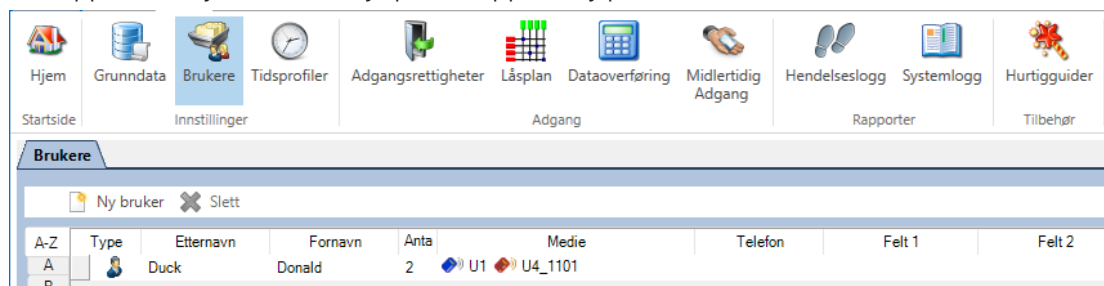 Hjem Grunndata Brukere Tidsprofiler Adgangsrettigheter Låsplan Dataoverføring Midlertidig Adgang Hendelseslogg Systemlogg Hurtigguider
Startside Innstillinger Adgang Rapporter Tilbehør
Brukere
Ny bruker Slett
A-Z Type Etternavn Fornavn Anta Medie Telefon Felt 1 Felt 2
A Duck Donald 2 U1 U4_1101